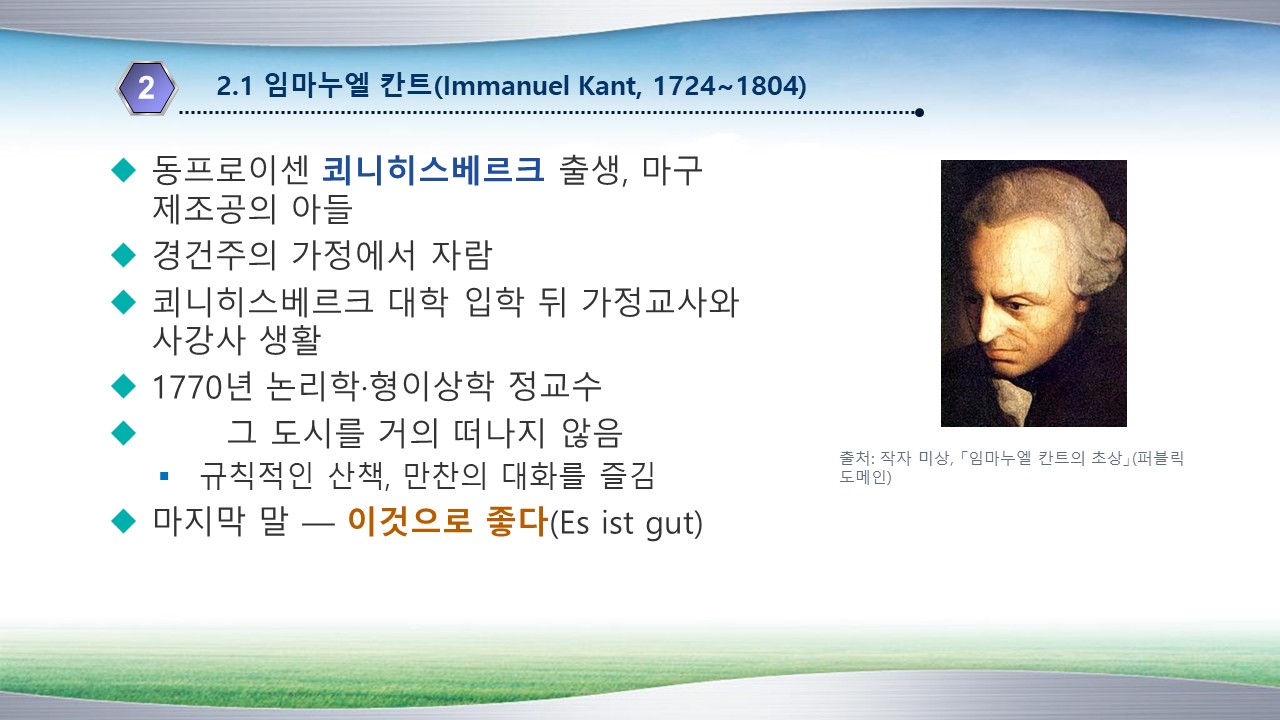 2
2.1 임마누엘 칸트(Immanuel Kant, 1724~1804)
동프로이센 쾨니히스베르크 출생, 마구
제조공의 아들
경건주의 가정에서 자람
쾨니히스베르크 대학 입학 뒤 가정교사와
사강사 생활
1770년 논리학·형이상학 정교수
그 도시를 거의 떠나지 않음
규칙적인 산책, 만찬의 대화를 즐김
마지막 말 — 이것으로 좋다(Es ist gut)
출처: 작자 미상, 「임마누엘 칸트의 초상」(퍼블릭
도메인)